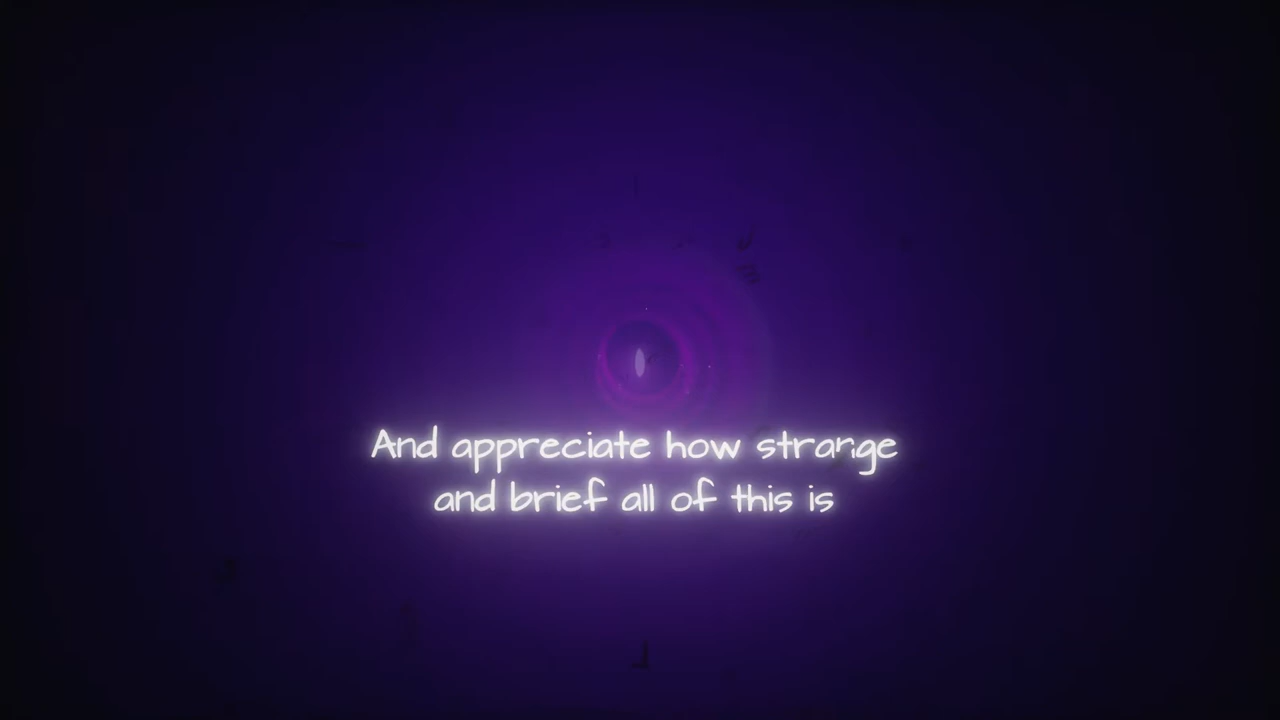 And appreciate how strange
and brief all of this is